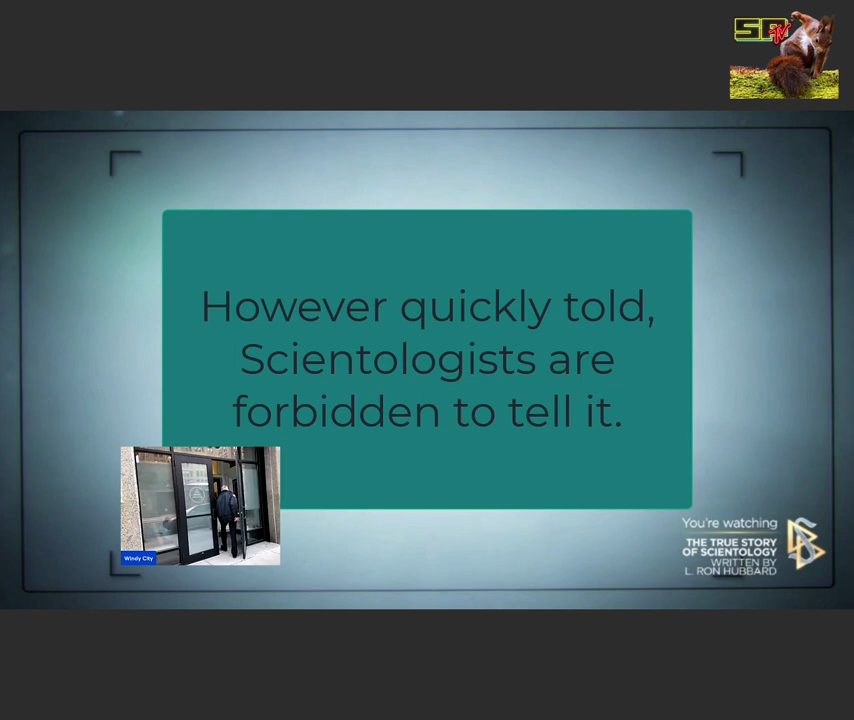 SPTV
However quickly told,
Scientologists are
forbidden to tell it.
Windy City
You're watching
THE TRUE STORY
OF SCIENTOLOGY
WRITTEN BY
L. RON HUBBARD